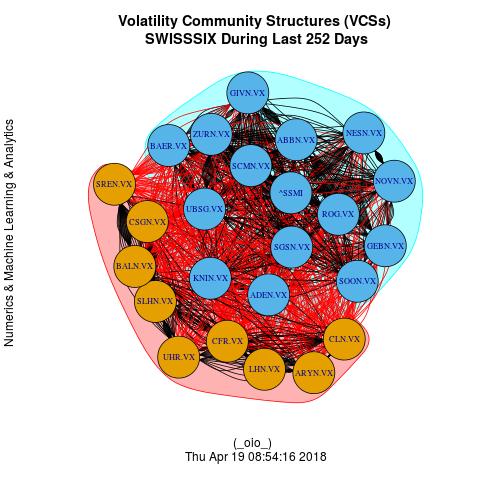 Volatility Community Structures (VCSs)
SWISSSIX During Last 252 Days
Numerics & Machine Learning & Analytics
GIVN.VX
ZURN.VX
NESN.VX
BAER.VX
ABBN.VX
SCMN.VX
NOVN.VX
SREN.VX
^SSMI
UBSG.VX
ROG.VX
CSGN.VX
SGSN.VX
GEBN.VX
BALN.VX
KNIN.VX
SOON.VX
ADEN.VX
SLHN.VX
CFR.VX
CLN.VX
UHR.VX
LHN.VX
ARYN.VX
(_oio_)
Thu Apr 19 08:54:16 2018